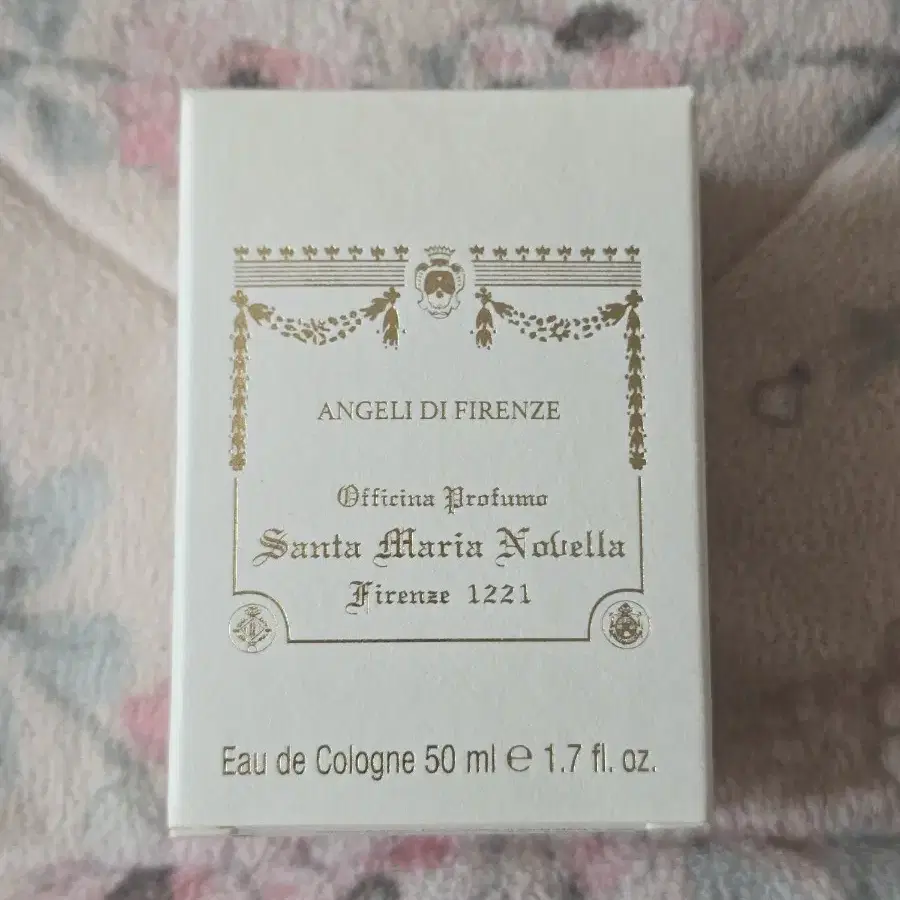 ANGELI DI FIRENZE
Officina Profumo
Santa Maria Novella
Firenze 1221
Eau de Cologne 50 ml ℮ 1.7 fl. oz.